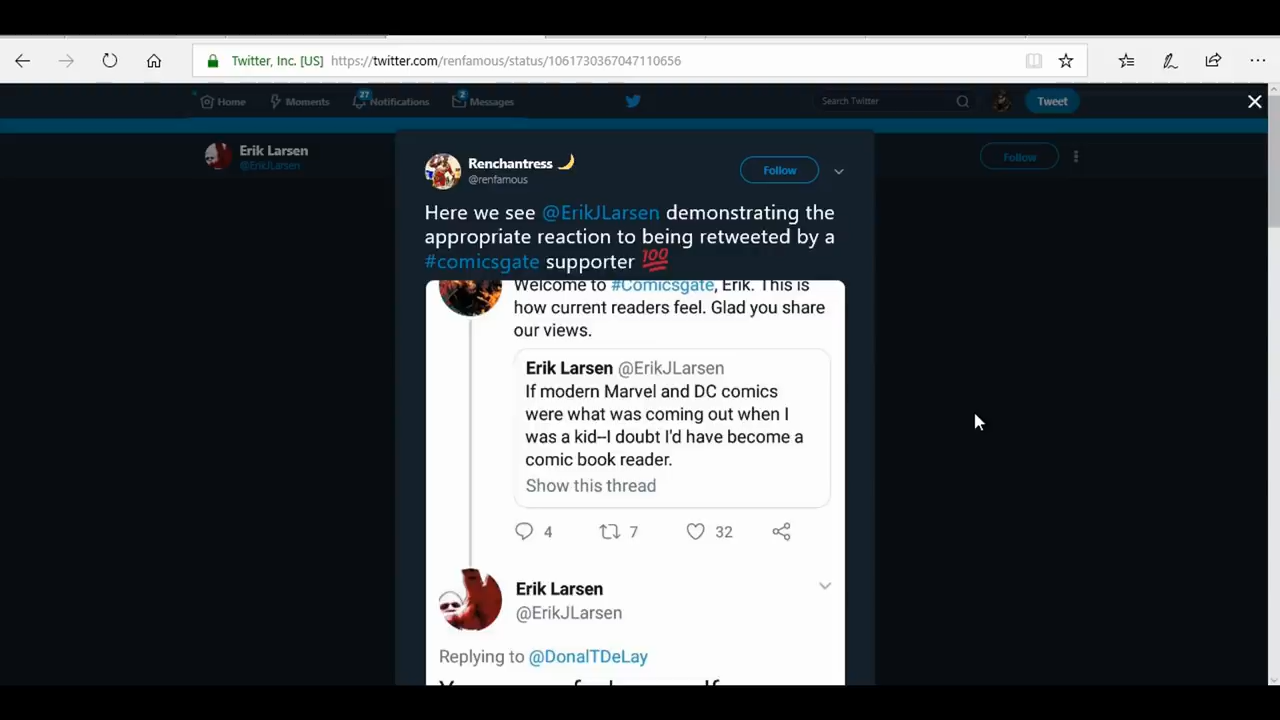 Twitter, Inc. [US] https://twitter.com/renfamous/status/1061730367047110656
Home Moments 27 Notifications 2 Messages Search Twitter Tweet
Erik Larsen
@ErikJLarsen
Follow
Renchantress 🌙
@renfamous
Follow
Here we see @ErikJLarsen demonstrating the
appropriate reaction to being retweeted by a
#comicsgate supporter 💯
Welcome to #Comicsgate, Erik. This is
how current readers feel. Glad you share
our views.
Erik Larsen @ErikJLarsen
If modern Marvel and DC comics
were what was coming out when I
was a kid--I doubt I'd have become a
comic book reader.
Show this thread
4 7 32
Erik Larsen
@ErikJLarsen
Replying to @DonalTDeLay